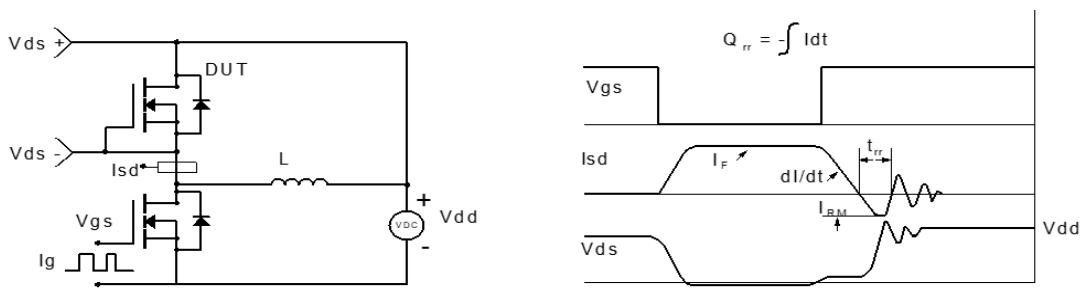 Vds +
DUT
Vds -
Isd
L
Vgs
Ig
+
VDC
-
Vdd
Q rr = -∫ Idt
Vgs
Isd
I F
dI/dt
t rr
I RM
Vds
Vdd